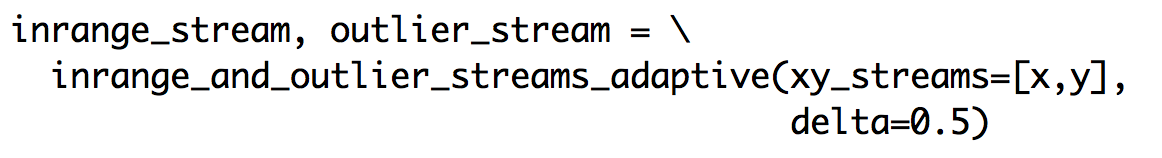 inrange_stream, outlier_stream = \
inrange_and_outlier_streams_adaptive(xy_streams=[x,y],
delta=0.5)